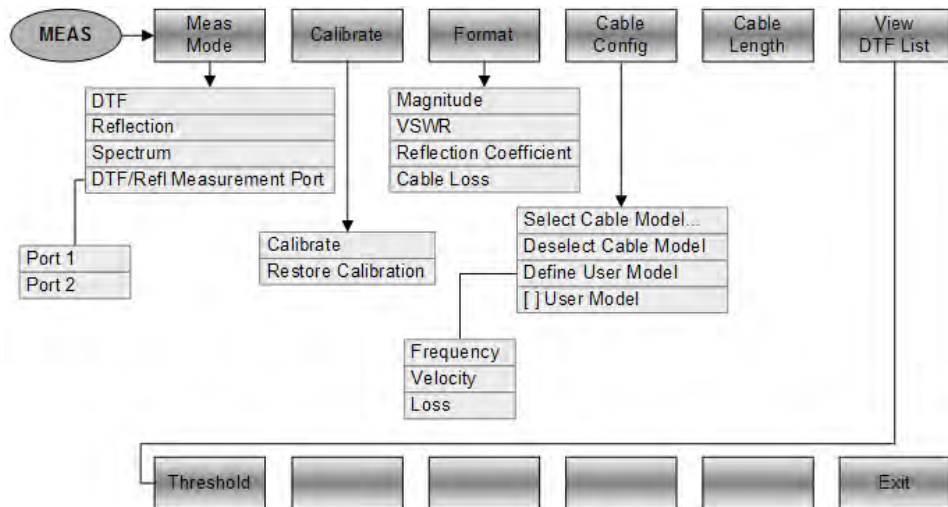 MEAS
Meas
Mode
Calibrate
Format
Cable
Config
Cable
Length
View
DTF List
DTF
Reflection
Spectrum
DTF/Refl Measurement Port
Port 1
Port 2
Calibrate
Restore Calibration
Magnitude
VSWR
Reflection Coefficient
Cable Loss
Select Cable Model...
Deselect Cable Model
Define User Model
[ ] User Model
Frequency
Velocity
Loss
Threshold
Exit